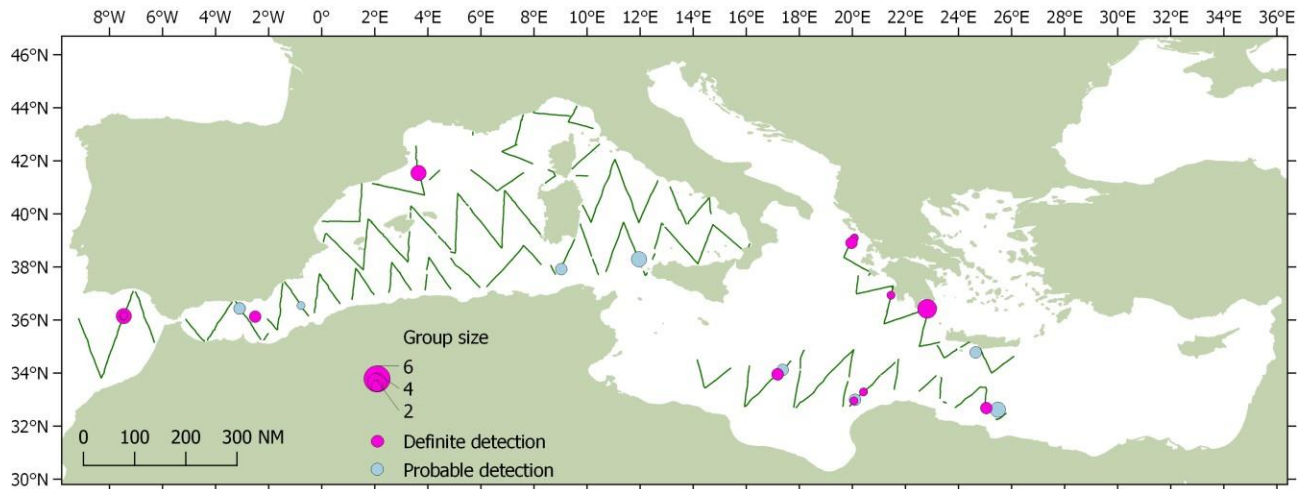 8°W 6°W 4°W 2°W 0° 2°E 4°E 6°E 8°E 10°E 12°E 14°E 16°E 18°E 20°E 22°E 24°E 26°E 28°E 30°E 32°E 34°E 36°E
46°N
44°N
42°N
40°N
38°N
36°N
34°N
32°N
30°N
Group size
6
4
2
0 100 200 300 NM
Definite detection
Probable detection